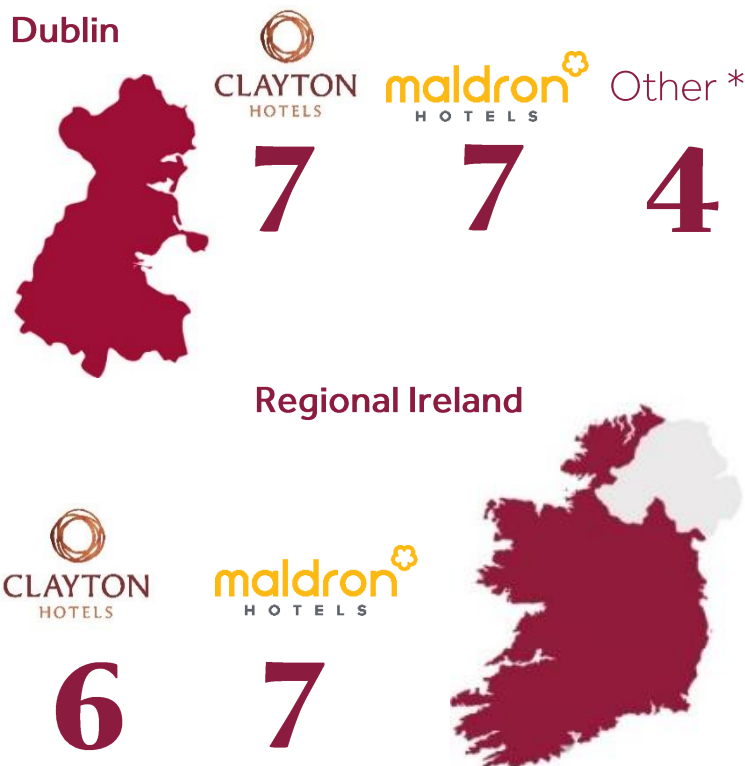 Dublin
CLAYTON
HOTELS
maldron
HOTELS
Other *
7
7
4
Regional Ireland
CLAYTON
HOTELS
maldron
HOTELS
6
7